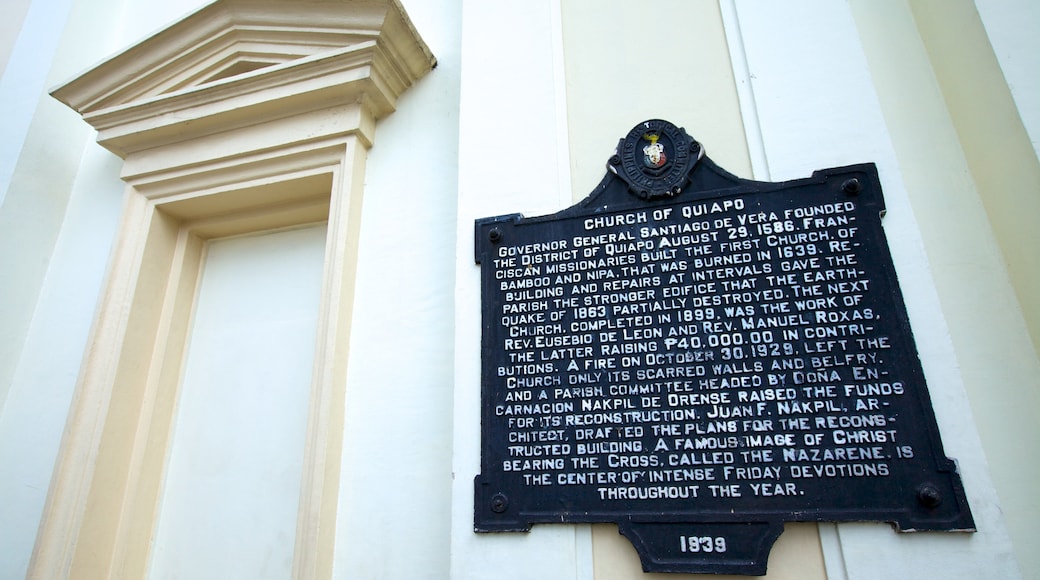 CHURCH OF QUIAPO
GOVERNOR GENERAL SANTIAGO DE VERA FOUNDED
THE DISTRICT OF QUIAPO AUGUST 29, 1586. FRAN-
CISCAN MISSIONARIES BUILT THE FIRST CHURCH, OF
BAMBOO AND NIPA, THAT WAS BURNED IN 1639. RE-
BUILDING AND REPAIRS AT INTERVALS GAVE THE
PARISH THE STRONGER EDIFICE THAT THE EARTH-
QUAKE OF 1863 PARTIALLY DESTROYED. THE NEXT
CHURCH, COMPLETED IN 1899, WAS THE WORK OF
REV. EUSEBIO DE LEON AND REV. MANUEL ROXAS,
THE LATTER RAISING ₱40,000.00 IN CONTRI-
BUTIONS. A FIRE ON OCTOBER 30, 1929, LEFT THE
CHURCH ONLY ITS SCARRED WALLS AND BELFRY,
AND A PARISH COMMITTEE HEADED BY DOÑA EN-
CARNACION NAKPIL DE ORENSE RAISED THE FUNDS
FOR ITS RECONSTRUCTION. JUAN F. NAKPIL, AR-
CHITECT, DRAFTED THE PLANS FOR THE RECONS-
TRUCTED BUILDING. A FAMOUS IMAGE OF CHRIST
BEARING THE CROSS, CALLED THE NAZARENE, IS
THE CENTER OF INTENSE FRIDAY DEVOTIONS
THROUGHOUT THE YEAR.
1939